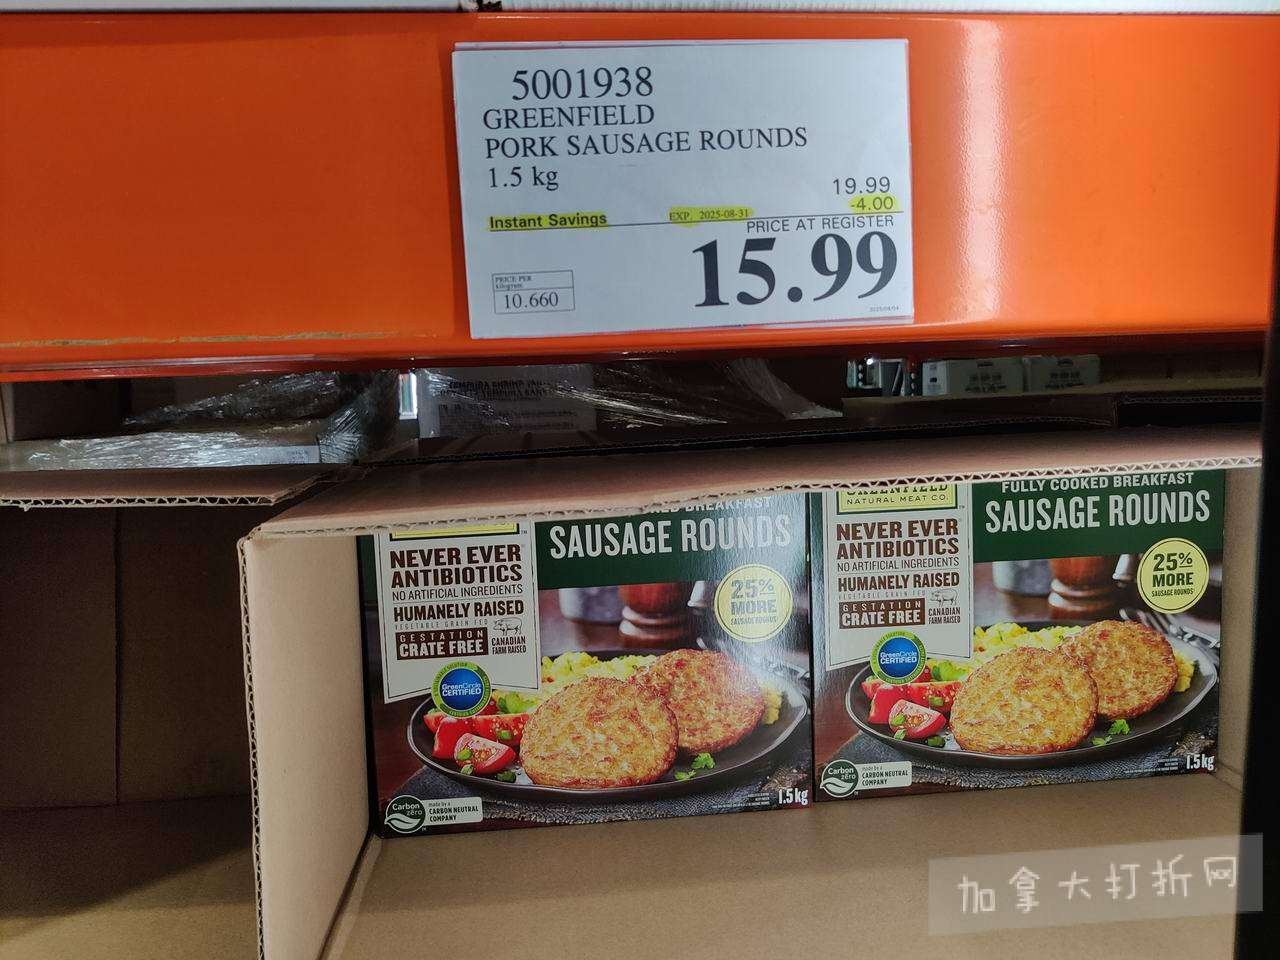 5001938
GREENFIELD
PORK SAUSAGE ROUNDS
1.5 kg
19.99
-4.00
Instant Savings
EXP. 2025-08-31
PRICE AT REGISTER
15.99
PRICE PER
kilogram
10.660
SAUSAGE ROUNDS
NEVER EVER
ANTIBIOTICS
NO ARTIFICIAL INGREDIENTS
HUMANELY RAISED
VEGETABLE GRAIN FED
GESTATION
CRATE FREE
CANADIAN
FARM RAISED
25%
MORE
SAUSAGE ROUNDS
GreenCircle
CERTIFIED
Carbon
zero
made by a
CARBON NEUTRAL
COMPANY
1.5kg
GREENFIELD
NATURAL MEAT CO.
FULLY COOKED BREAKFAST
SAUSAGE ROUNDS
NEVER EVER
ANTIBIOTICS
NO ARTIFICIAL INGREDIENTS
HUMANELY RAISED
VEGETABLE GRAIN FED
GESTATION
CRATE FREE
CANADIAN
FARM RAISED
25%
MORE
SAUSAGE ROUNDS
GreenCircle
CERTIFIED
Carbon
zero
made by a
CARBON NEUTRAL
COMPANY
1.5kg
加拿大打折网